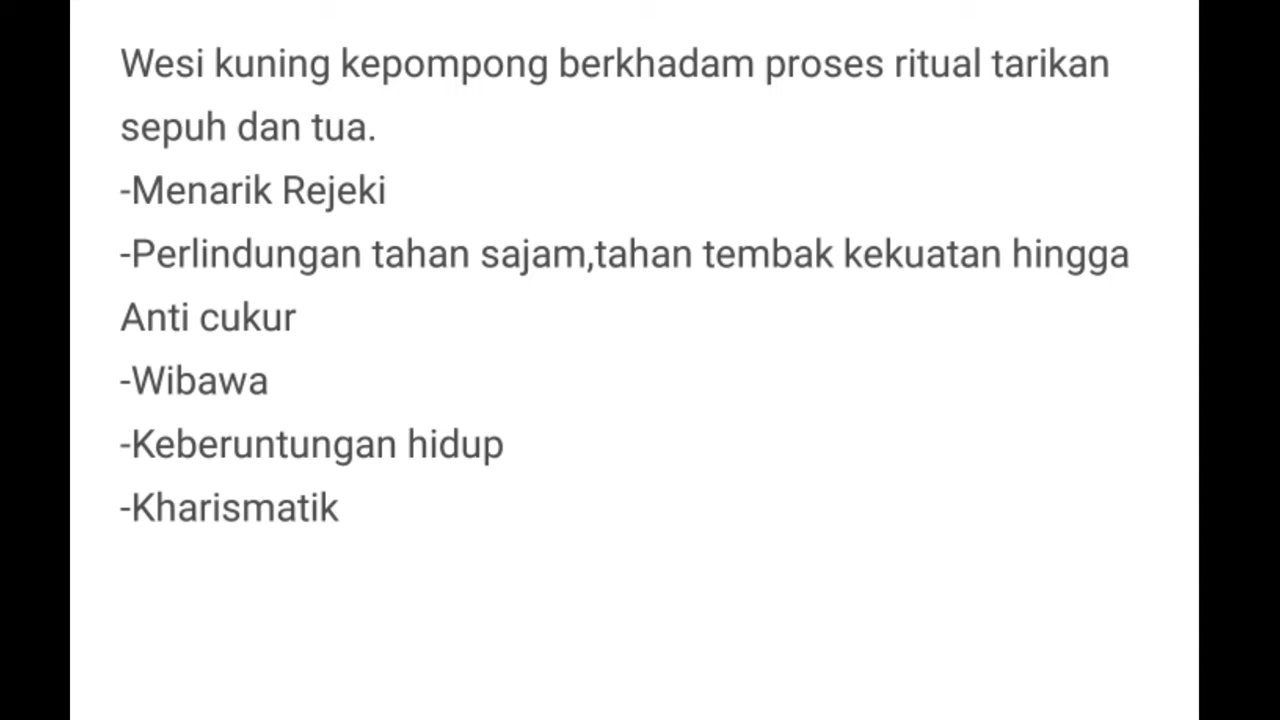 Wesi kuning kepompong berkhadam proses ritual tarikan
sepuh dan tua.
-Menarik Rejeki
-Perlindungan tahan sajam,tahan tembak kekuatan hingga
Anti cukur
-Wibawa
-Keberuntungan hidup
-Kharismatik